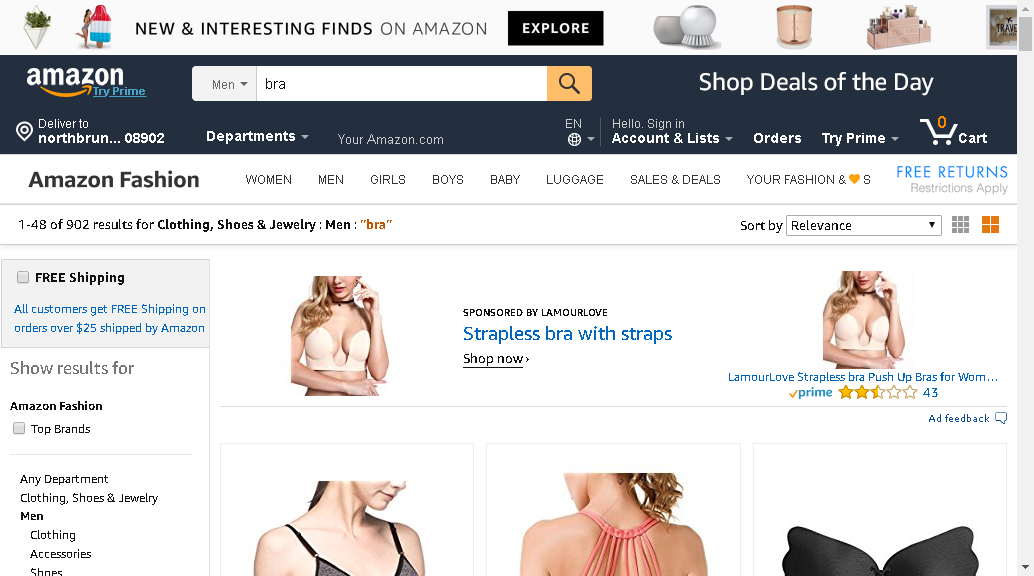 NEW & INTERESTING FINDS ON AMAZON EXPLORE
amazon
Try Prime
Men bra
Shop Deals of the Day
Deliver to
northbrun... 08902
Departments
Your Amazon.com
EN
Hello. Sign in
Account & Lists
Orders
Try Prime
0
Cart
Amazon Fashion WOMEN MEN GIRLS BOYS BABY LUGGAGE SALES & DEALS YOUR FASHION & S
FREE RETURNS
Restrictions Apply
1-48 of 902 results for Clothing, Shoes & Jewelry : Men : "bra"
Sort by Relevance
FREE Shipping
All customers get FREE Shipping on
orders over $25 shipped by Amazon
Show results for
Amazon Fashion
Top Brands
Any Department
Clothing, Shoes & Jewelry
Men
Clothing
Accessories
Shoes
SPONSORED BY LAMOURLOVE
Strapless bra with straps
Shop now ›
LamourLove Strapless bra Push Up Bras for Wom...
prime 43
Ad feedback